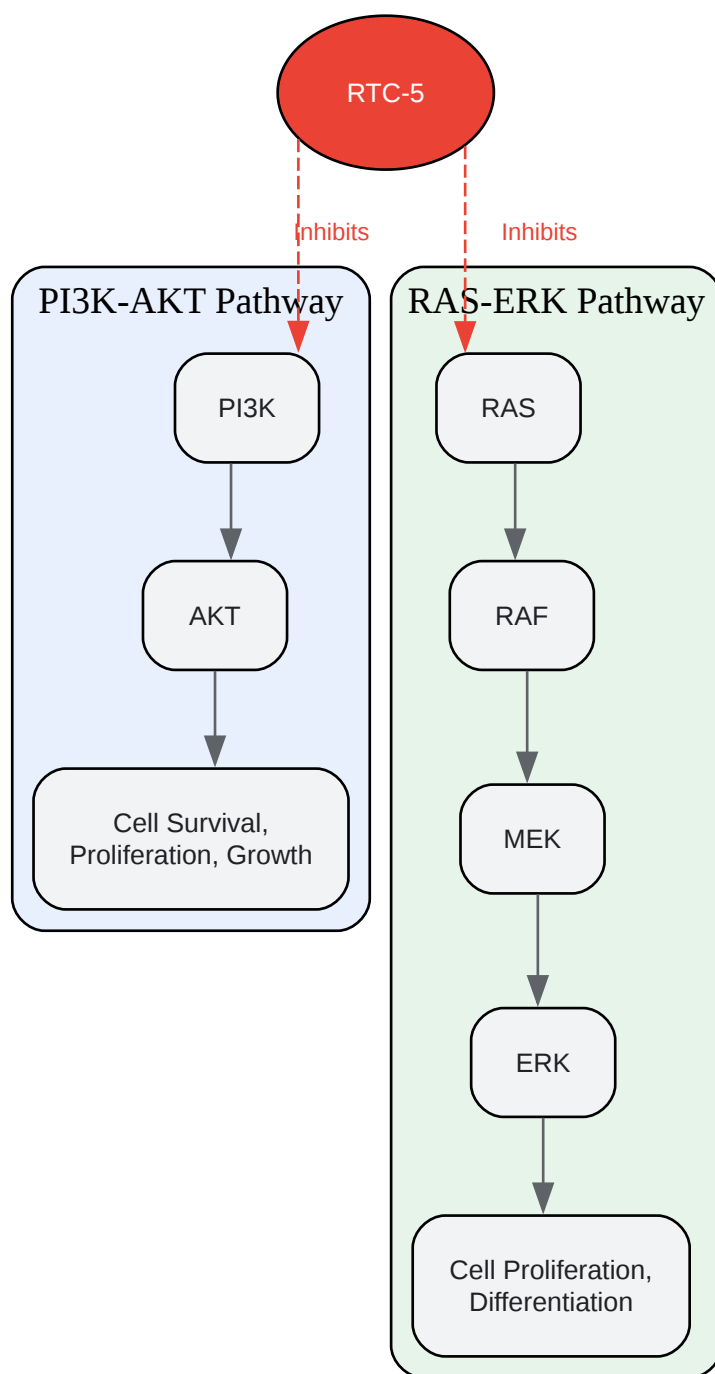 RTC-5
Inhibits
Inhibits
PI3K-AKT Pathway
PI3K
AKT
Cell Survival,
Proliferation, Growth
RAS-ERK Pathway
RAS
RAF
MEK
ERK
Cell Proliferation,
Differentiation